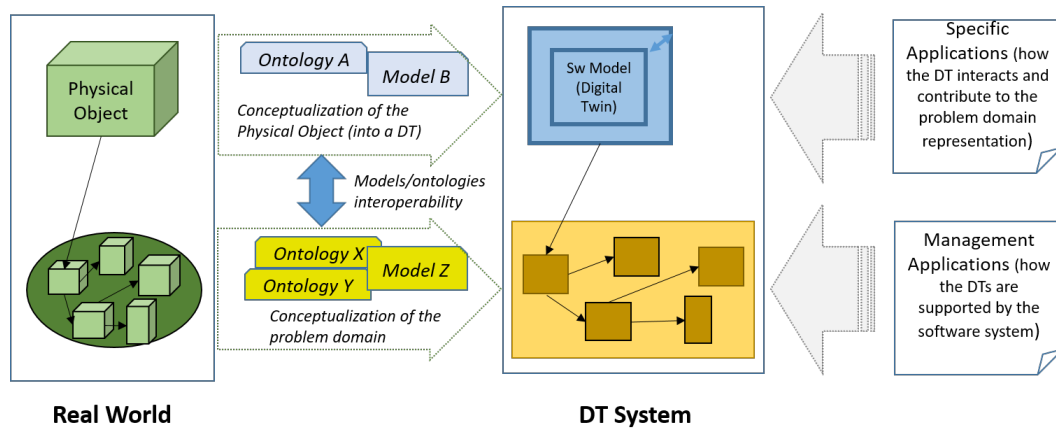 Physical
Object
Ontology A
Model B
Conceptualization of the
Physical Object (into a DT)
Models/ontologies
interoperability
Ontology X
Model Z
Ontology Y
Conceptualization of the
problem domain
Sw Model
(Digital
Twin)
Specific
Applications (how
the DT interacts and
contribute to the
problem domain
representation)
Management
Applications (how
the DTs are
supported by the
software system)
Real World
DT System